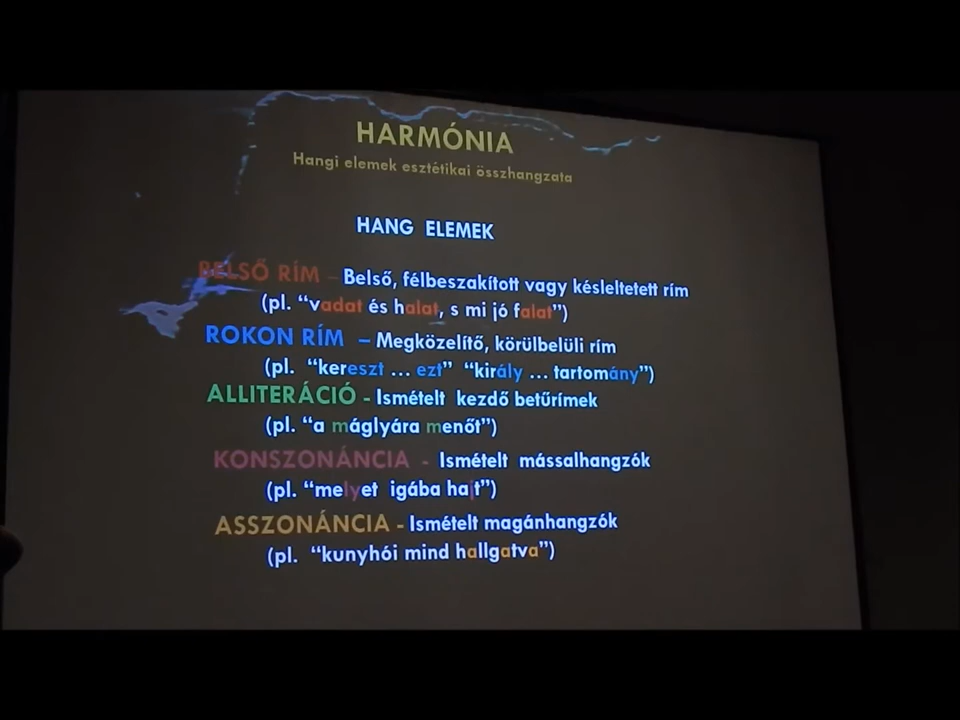 HARMÓNIA
Hangi elemek esztétikai összhangzata
HANG ELEMEK
BELSŐ RÍM – Belső, félbeszakított vagy késleltetett rím
(pl. “vadat és halat, s mi jó falat”)
ROKON RÍM – Megközelítő, körülbelüli rím
(pl. “kereszt ... ezt” “király ... tartomány”)
ALLITERÁCIÓ - Ismételt kezdő betűrímek
(pl. “a máglyára menőt”)
KONSZONÁNCIA - Ismételt mássalhangzók
(pl. “melyet igába hajt”)
ASSZONÁNCIA - Ismételt magánhangzók
(pl. “kunyhói mind hallgatva”)